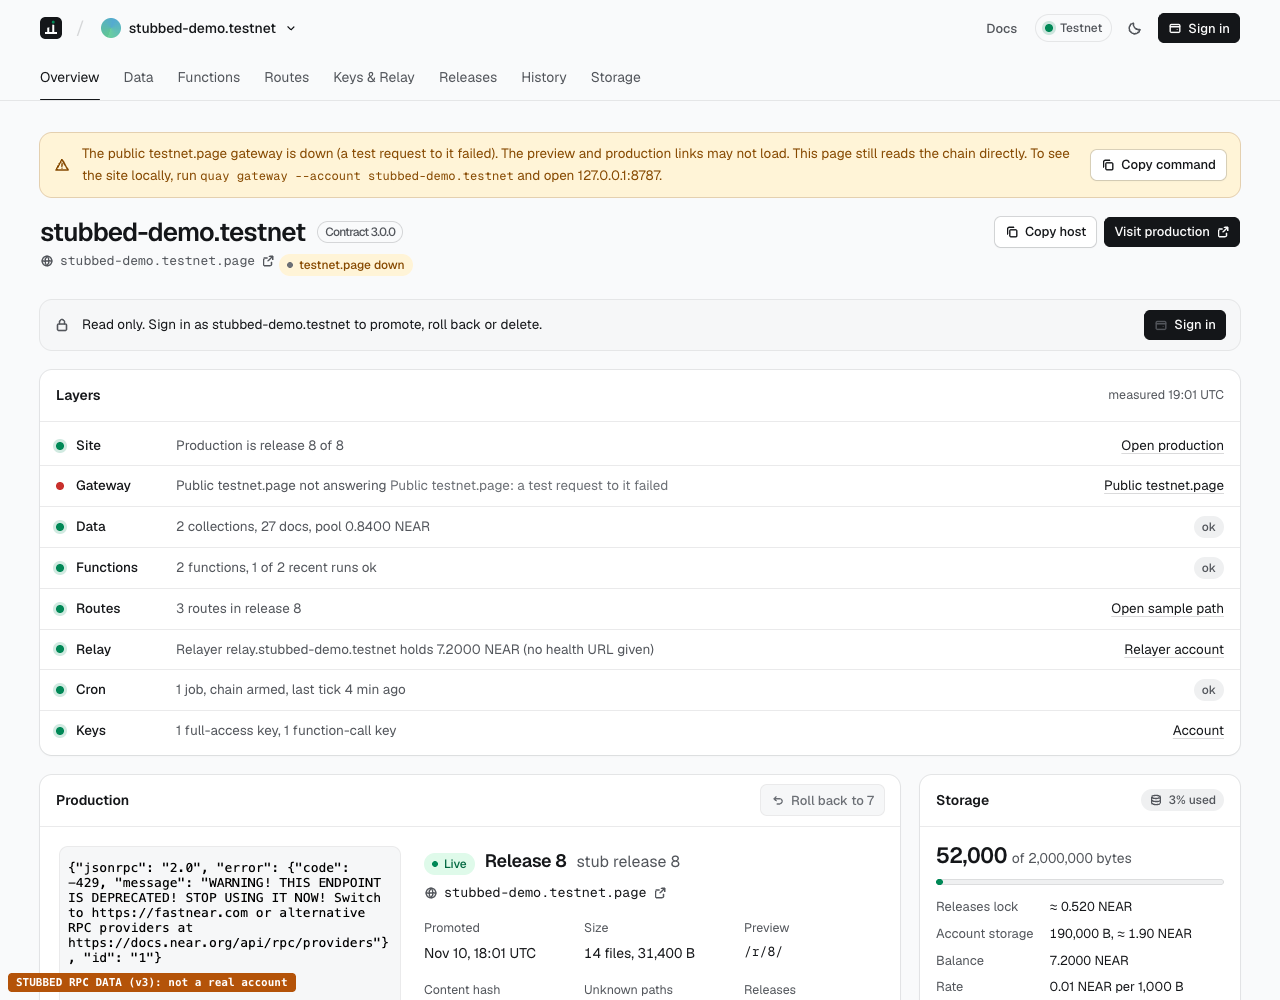 stubbed-demo.testnet
Docs
Testnet
Sign in
Overview
Data
Functions
Routes
Keys & Relay
Releases
History
Storage
The public testnet.page gateway is down (a test request to it failed). The preview and production links may not load. This page still reads the chain directly. To see
the site locally, run quay gateway --account stubbed-demo.testnet and open 127.0.0.1:8787.
Copy command
stubbed-demo.testnet
Contract 3.0.0
Copy host
Visit production
stubbed-demo.testnet.page
testnet.page down
Read only. Sign in as stubbed-demo.testnet to promote, roll back or delete.
Sign in
Layers
measured 19:01 UTC
Site
Production is release 8 of 8
Open production
Gateway
Public testnet.page not answering Public testnet.page: a test request to it failed
Public testnet.page
Data
2 collections, 27 docs, pool 0.8400 NEAR
ok
Functions
2 functions, 1 of 2 recent runs ok
ok
Routes
3 routes in release 8
Open sample path
Relay
Relayer relay.stubbed-demo.testnet holds 7.2000 NEAR (no health URL given)
Relayer account
Cron
1 job, chain armed, last tick 4 min ago
ok
Keys
1 full-access key, 1 function-call key
Account
Production
Roll back to 7
{"jsonrpc": "2.0", "error": {"code":
-429, "message": "WARNING! THIS ENDPOINT
IS DEPRECATED! STOP USING IT NOW! Switch
to https://fastnear.com or alternative
RPC providers at
https://docs.near.org/api/rpc/providers"}
, "id": "1"}
Live
Release 8
stub release 8
stubbed-demo.testnet.page
Promoted
Size
Preview
Nov 10, 18:01 UTC
14 files, 31,400 B
/r/8/
Content hash
Unknown paths
Releases
Storage
3% used
52,000 of 2,000,000 bytes
Releases lock
≈ 0.520 NEAR
Account storage
190,000 B, ≈ 1.90 NEAR
Balance
7.2000 NEAR
Rate
0.01 NEAR per 1,000 B
STUBBED RPC DATA (v3): not a real account